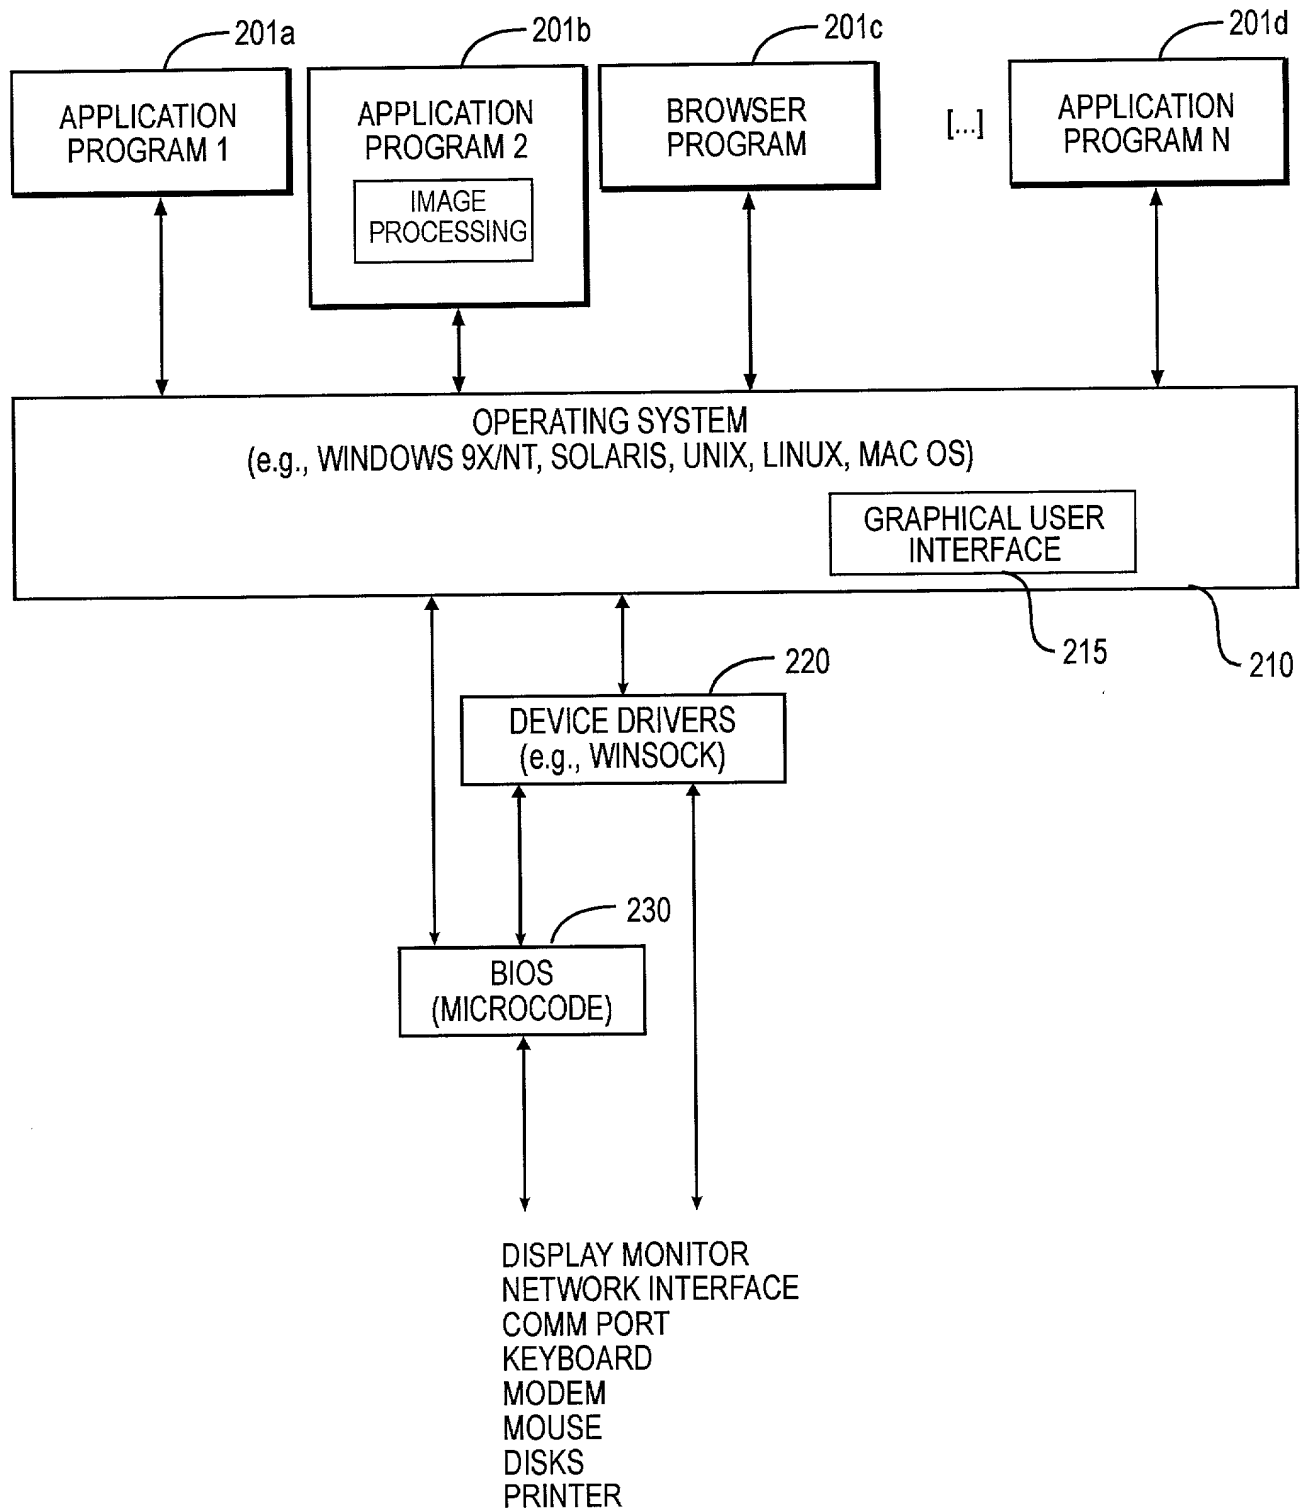 201a
201b
201c
201d
APPLICATION
PROGRAM 1
APPLICATION
PROGRAM 2
IMAGE
PROCESSING
BROWSER
PROGRAM
[...]
APPLICATION
PROGRAM N
OPERATING SYSTEM
(e.g., WINDOWS 9X/NT, SOLARIS, UNIX, LINUX, MAC OS)
GRAPHICAL USER
INTERFACE
215
210
220
DEVICE DRIVERS
(e.g., WINSOCK)
230
BIOS
(MICROCODE)
DISPLAY MONITOR
NETWORK INTERFACE
COMM PORT
KEYBOARD
MODEM
MOUSE
DISKS
PRINTER